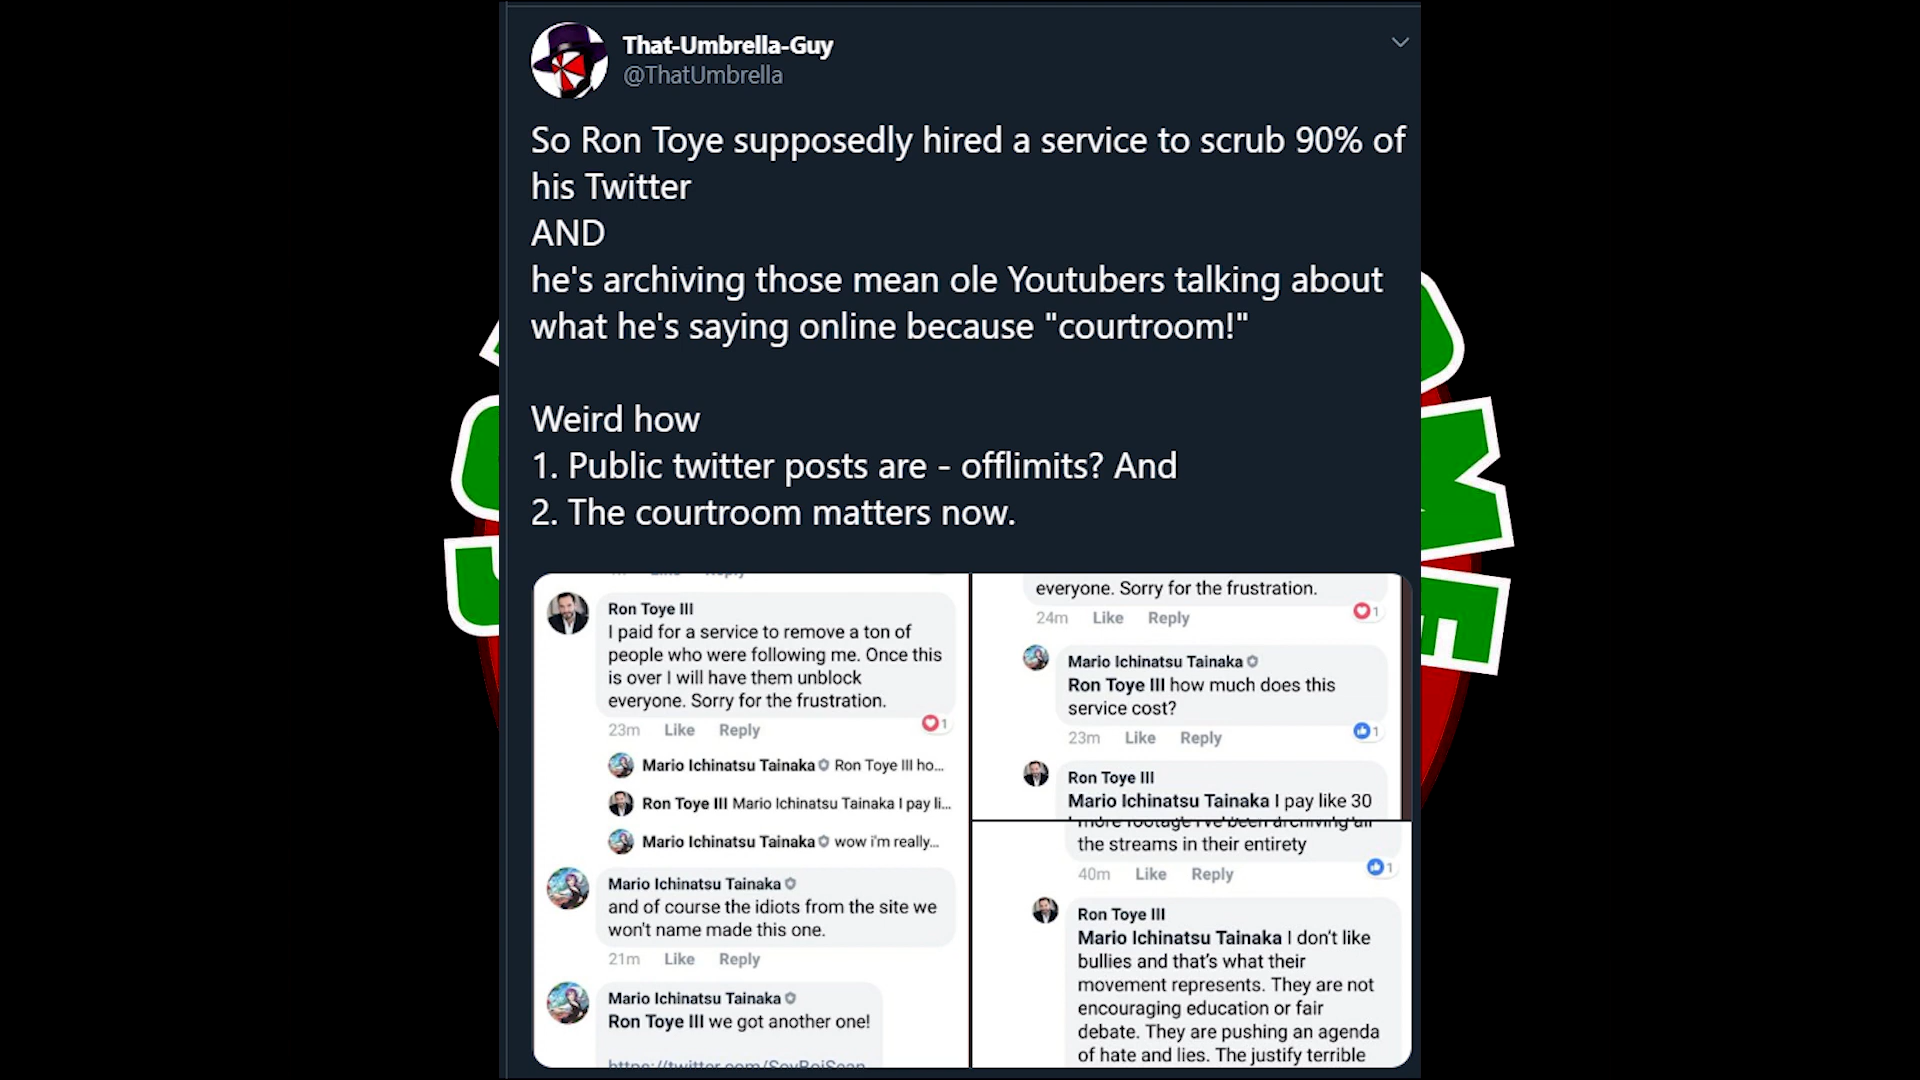 That-Umbrella-Guy
@ThatUmbrella
So Ron Toye supposedly hired a service to scrub 90% of
his Twitter
AND
he's archiving those mean ole Youtubers talking about
what he's saying online because "courtroom!"
Weird how
1. Public twitter posts are - offlimits? And
2. The courtroom matters now.
Like Reply
Ron Toye III
I paid for a service to remove a ton of
people who were following me. Once this
is over I will have them unblock
everyone. Sorry for the frustration.
23m Like Reply 1
Mario Ichinatsu Tainaka Ron Toye III ho...
Ron Toye III Mario Ichinatsu Tainaka I pay li...
Mario Ichinatsu Tainaka wow i'm really...
Mario Ichinatsu Tainaka
and of course the idiots from the site we
won't name made this one.
21m Like Reply
Mario Ichinatsu Tainaka
Ron Toye III we got another one!
https://twitter.com/SoyBoiSean
everyone. Sorry for the frustration.
24m Like Reply 1
Mario Ichinatsu Tainaka
Ron Toye III how much does this
service cost?
23m Like Reply 1
Ron Toye III
Mario Ichinatsu Tainaka I pay like 30
more footage I've been archiving all
the streams in their entirety
40m Like Reply 1
Ron Toye III
Mario Ichinatsu Tainaka I don't like
bullies and that's what their
movement represents. They are not
encouraging education or fair
debate. They are pushing an agenda
of hate and lies. The justify terrible